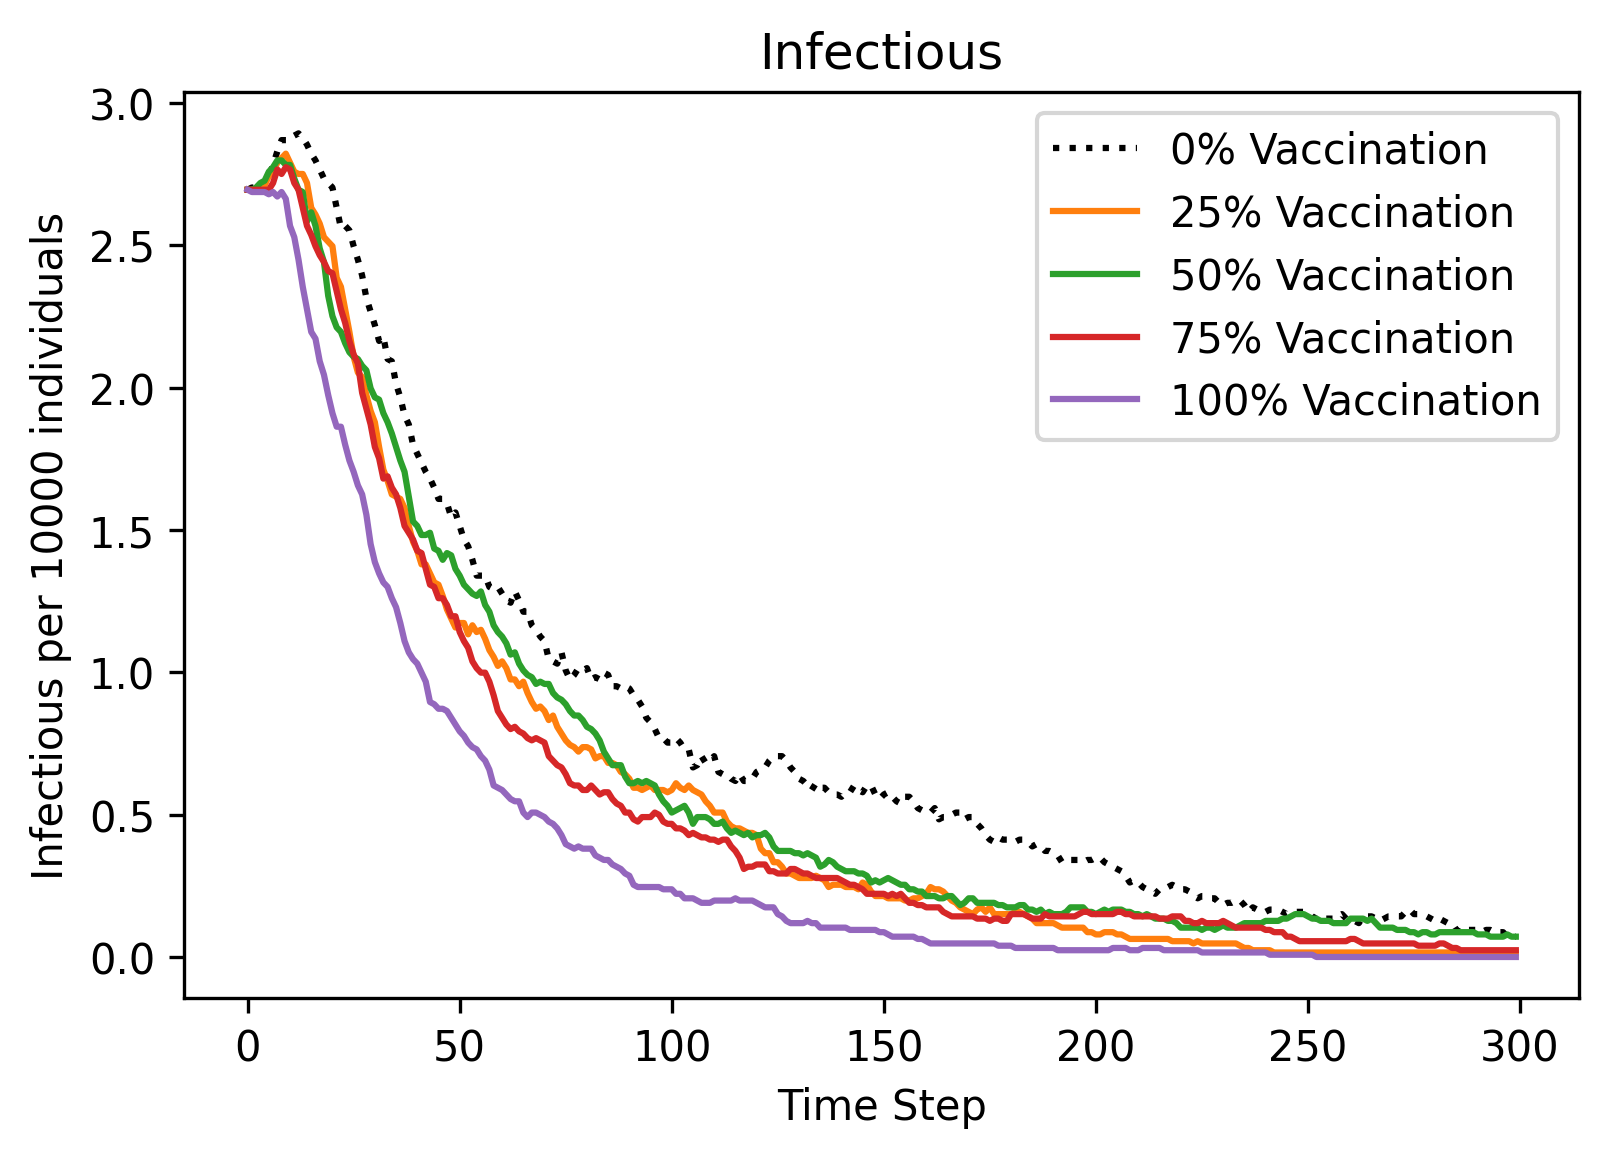 Infectious
Infectious per 10000 individuals
3.0
2.5
2.0
1.5
1.0
0.5
0.0
0% Vaccination
25% Vaccination
50% Vaccination
75% Vaccination
100% Vaccination
0 50 100 150 200 250 300
Time Step